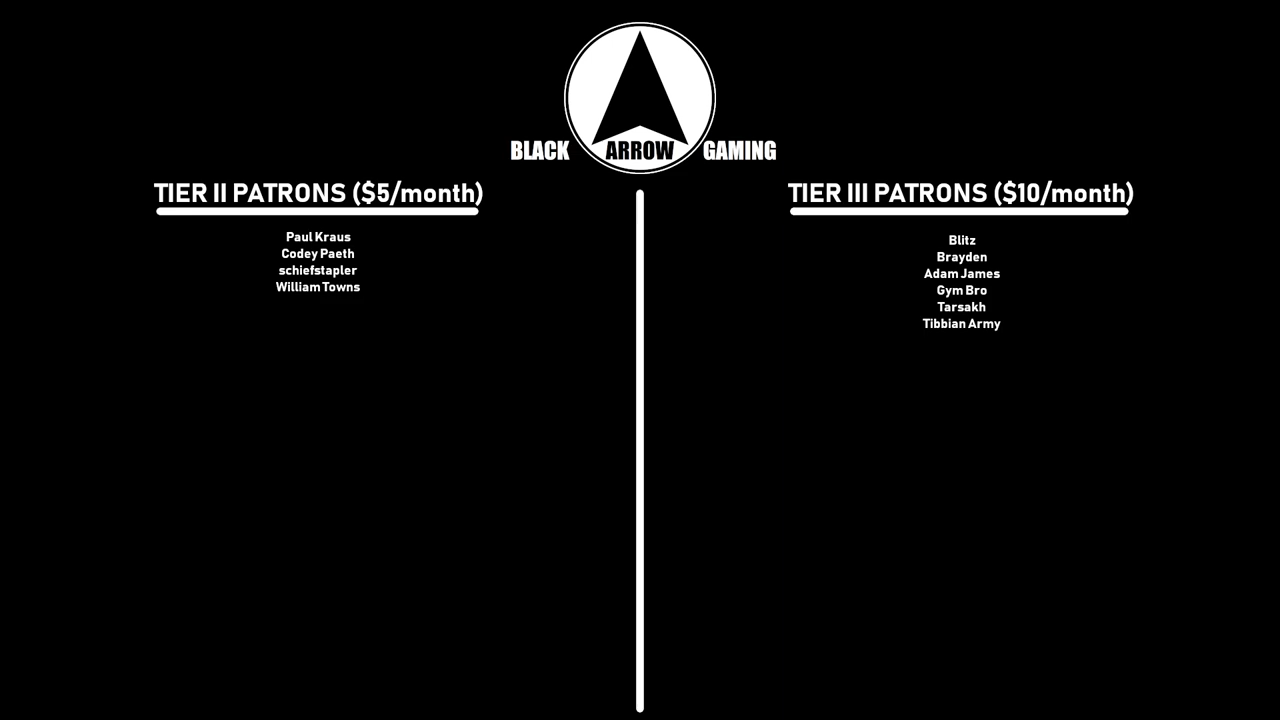 BLACK ARROW GAMING
TIER II PATRONS ($5/month)
Paul Kraus
Codey Paeth
schiefstapler
William Towns
TIER III PATRONS ($10/month)
Blitz
Brayden
Adam James
Gym Bro
Tarsakh
Tibbian Army